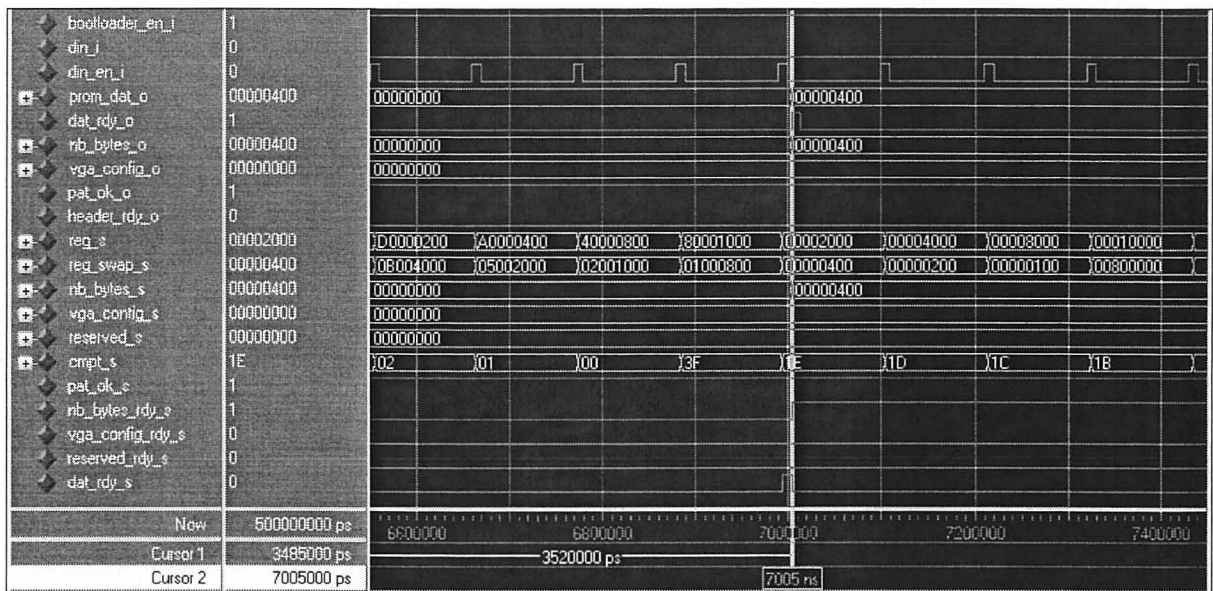 bootloader_en_i 1
din_i 0
din_en_i 0
prom_dat_o 00000400 00000000 00000400
dat_rdy_o 1
nb_bytes_o 00000400 00000000 00000400
vga_config_o 00000000 00000000
pat_ok_o 1
header_rdy_o 0
reg_s 00002000 D0000200 A0000400 40000800 80001000 00002000 00004000 00008000 00010000
reg_swap_s 00000400 0B004000 05002000 02001000 01000800 00000400 00000200 00000100 00800000
nb_bytes_s 00000400 00000000 00000400
vga_config_s 00000000 00000000
reserved_s 00000000 00000000
cmpt_s 1E 02 01 00 3F 1E 1D 1C 1B
pat_ok_s 1
nb_bytes_rdy_s 1
vga_config_rdy_s 0
reserved_rdy_s 0
dat_rdy_s 0
Now 500000000 ps 6600000 6800000 7000000 7200000 7400000
Cursor 1 3485000 ps 3520000 ps
Cursor 2 7005000 ps 7005 ns